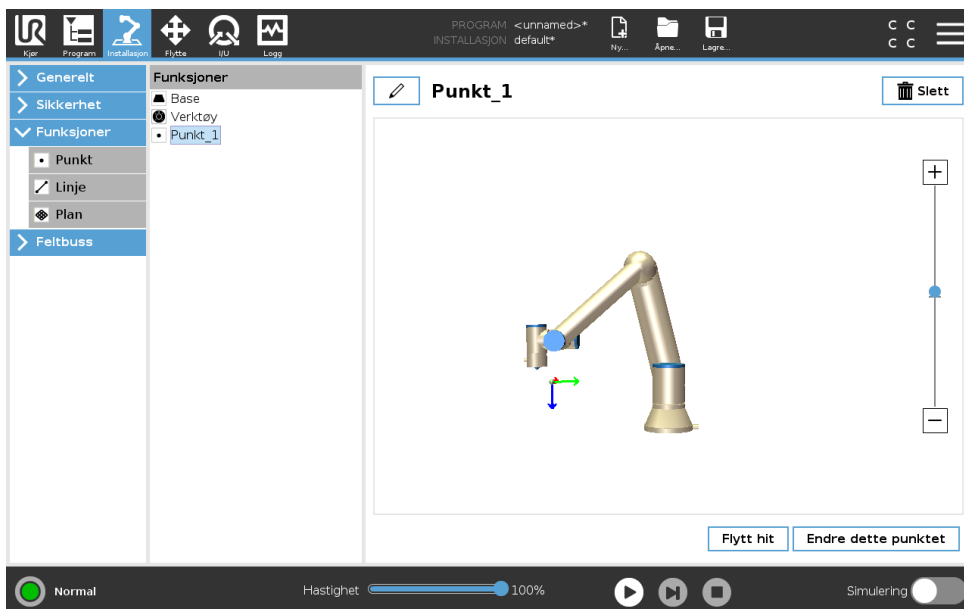 UR
PROGRAM <unnamed>*
INSTALLASJON default*
Kjør
Program
Installasjon
Flytte
I/U
Logg
Ny...
Åpne...
Lagre...
C C
C C
Generelt
Sikkerhet
Funksjoner
Punkt
Linje
Plan
Feltbuss
Funksjoner
Base
Verktøy
Punkt_1
Punkt_1
Slett
Flytt hit
Endre dette punktet
Normal
Hastighet
100%
Simulering